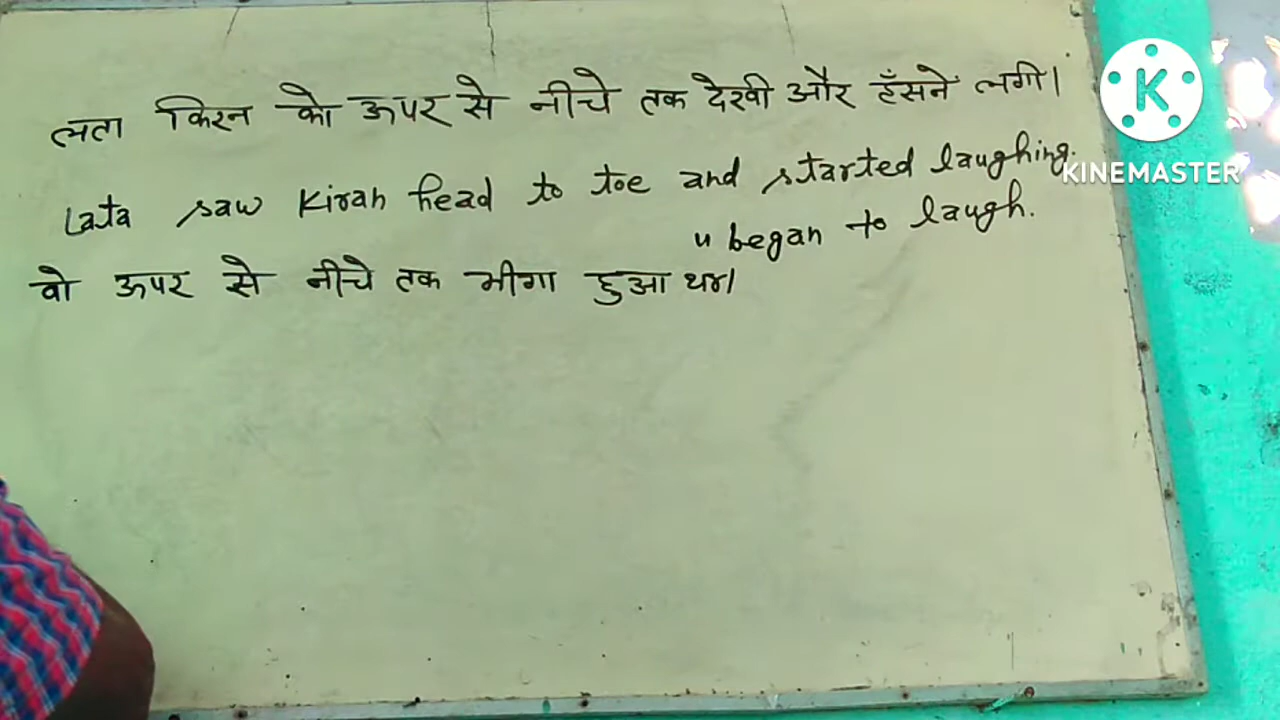 लता किरन को ऊपर से नीचे तक देखी और हँसने लगी।
Lata saw Kiran head to toe and started laughing.
" began to laugh.
वो ऊपर से नीचे तक भीगा हुआ था।
K
KINEMASTER